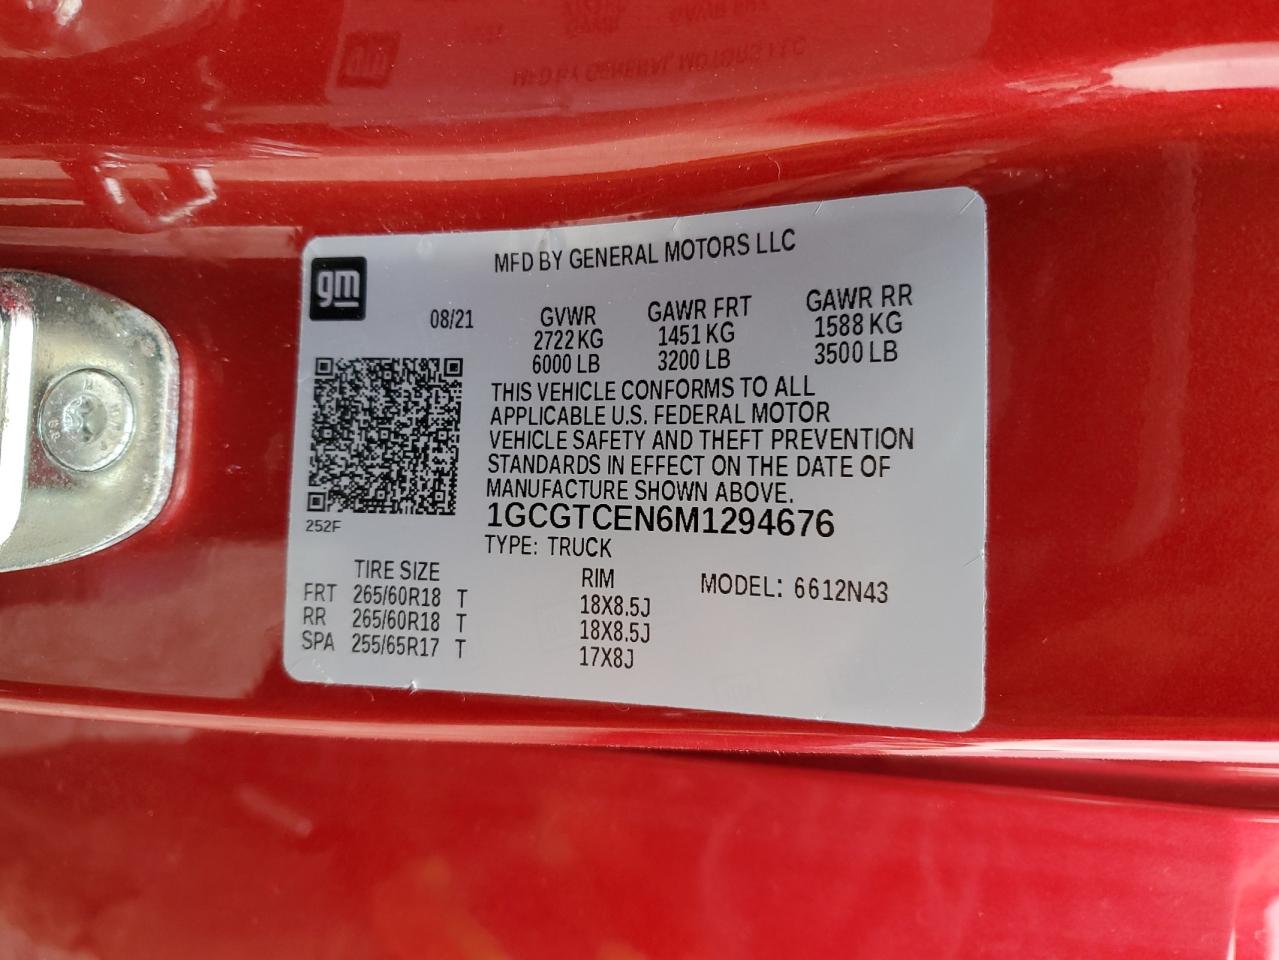 MFD BY GENERAL MOTORS LLC
gm
08/21 GVWR GAWR FRT GAWR RR
2722 KG 1451 KG 1588 KG
6000 LB 3200 LB 3500 LB
THIS VEHICLE CONFORMS TO ALL
APPLICABLE U.S. FEDERAL MOTOR
VEHICLE SAFETY AND THEFT PREVENTION
STANDARDS IN EFFECT ON THE DATE OF
MANUFACTURE SHOWN ABOVE.
1GCGTCEN6M1294676
252F
TYPE: TRUCK
TIRE SIZE RIM MODEL: 6612N43
FRT 265/60R18 T 18X8.5J
RR 265/60R18 T 18X8.5J
SPA 255/65R17 T 17X8J